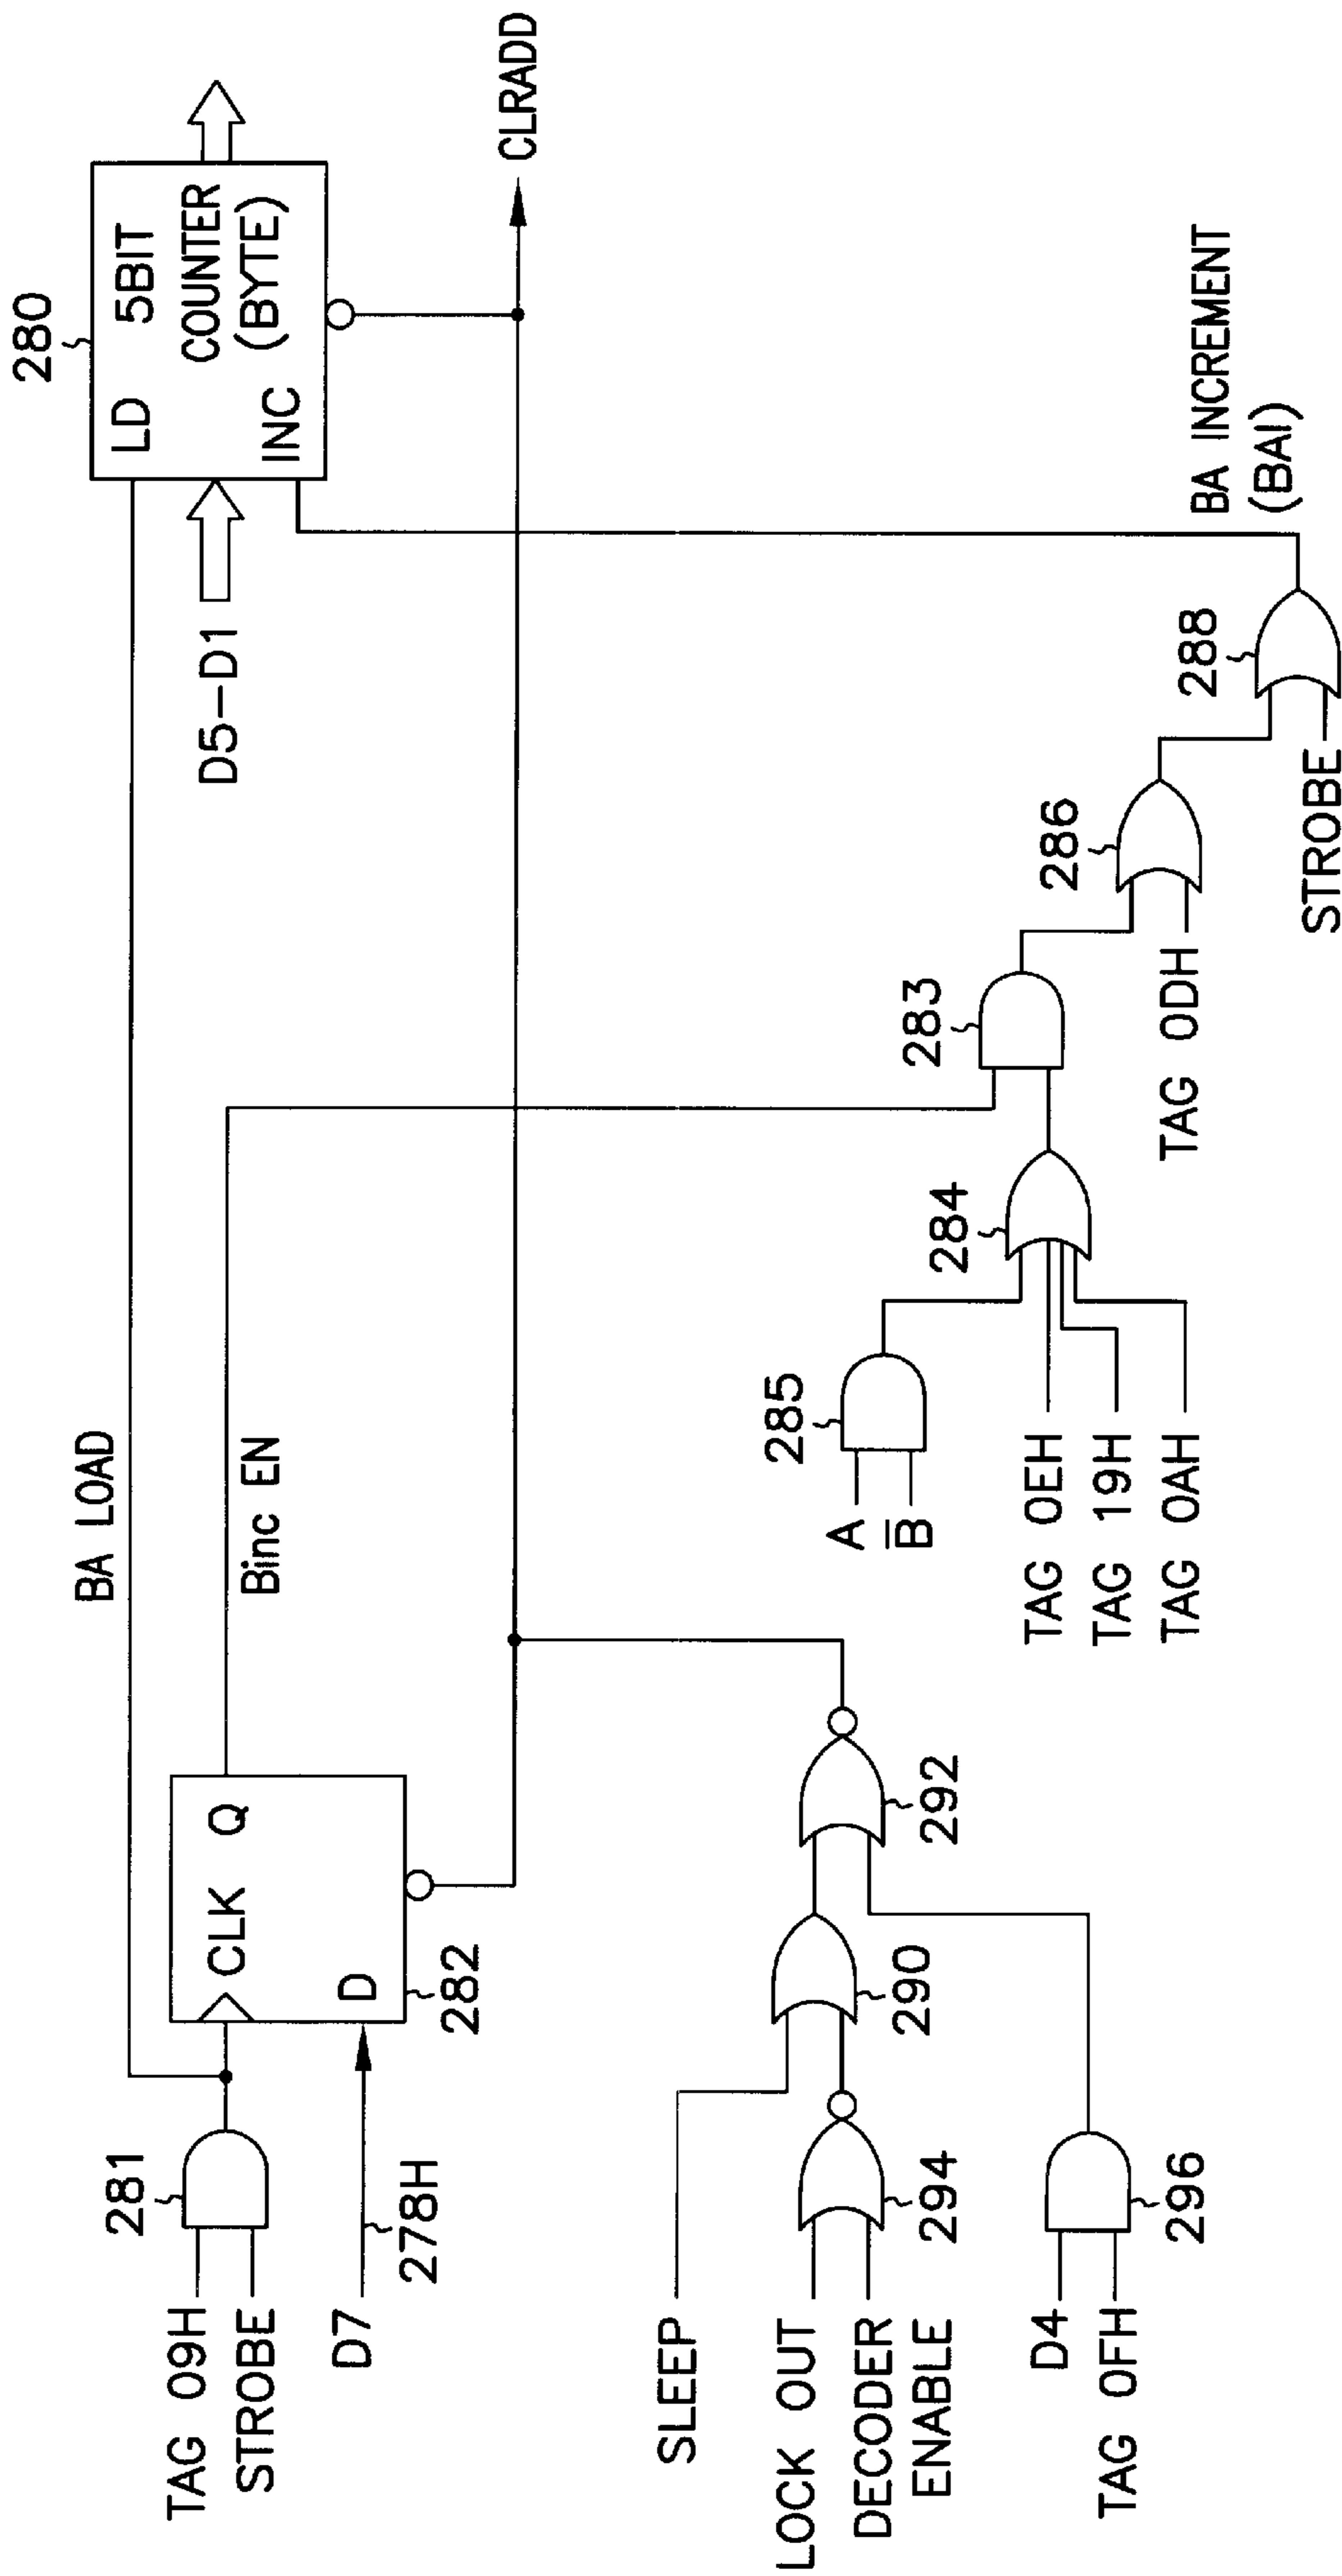 TAG 09H
STROBE
281
BA LOAD
CLK Q
D
282
D7
278H
Binc EN
280
LD 5BIT
COUNTER
(BYTE)
INC
D5-D1
CLRADD
SLEEP
LOCK OUT
DECODER
ENABLE
294
290
292
D4
TAG 0FH
296
A
B̅
285
TAG 0EH
TAG 19H
TAG 0AH
284
283
TAG 0DH
286
STROBE
288
BA INCREMENT
(BAI)